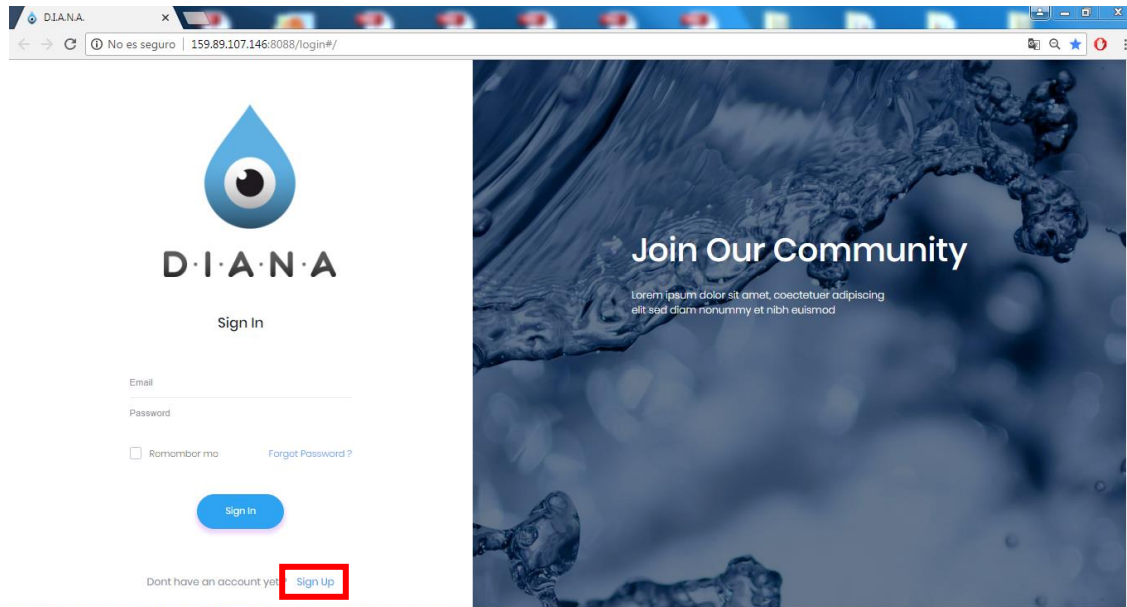 D.I.A.N.A.
No es seguro | 159.89.107.146:8088/login#/
D·I·A·N·A
Sign In
Email
Password
Remember me
Forgot Password ?
Sign In
Dont have an account yet ? Sign Up
Join Our Community
Lorem ipsum dolor sit amet, coectetuer adipiscing
elit sed diam nonummy et nibh euismod